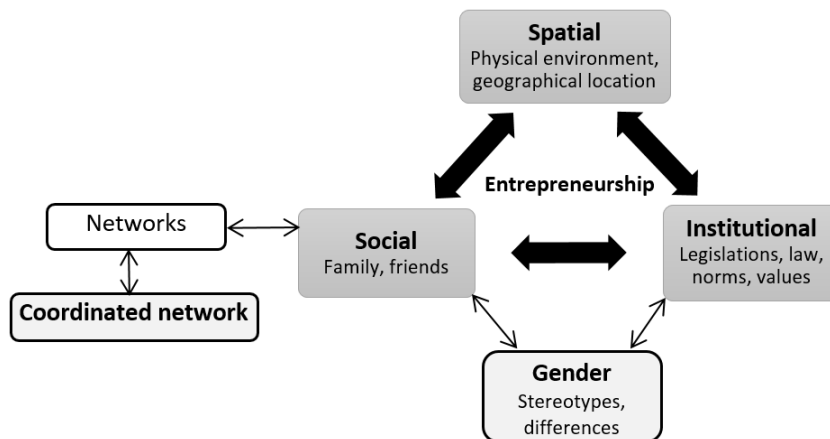 Spatial
Physical environment,
geographical location
Entrepreneurship
Networks
Social
Family, friends
Institutional
Legislations, law,
norms, values
Coordinated network
Gender
Stereotypes,
differences